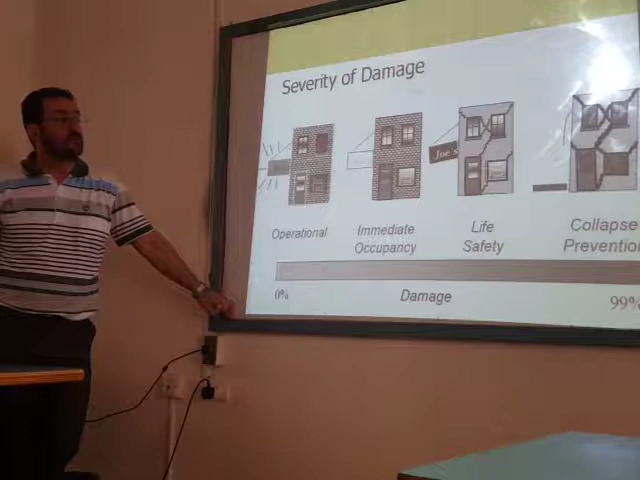 Severity of Damage
Joe's
Operational
Immediate
Occupancy
Life
Safety
Collapse
Prevention
0%
Damage
99%